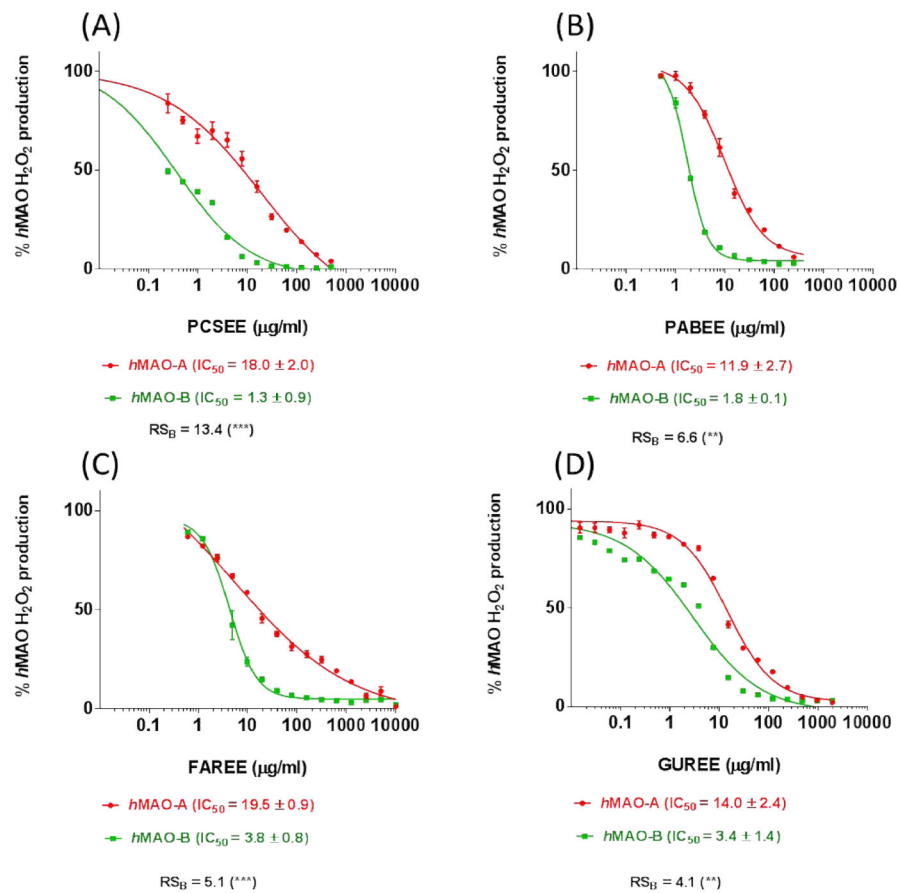 (A)
% hMAO H₂O₂ production
100
50
0
0.1 1 10 100 1000 10000
PCSEE (µg/ml)
hMAO-A (IC₅₀ = 18.0 ± 2.0)
hMAO-B (IC₅₀ = 1.3 ± 0.9)
RS_B = 13.4 (***)
(B)
% hMAO H₂O₂ production
100
50
0
1 10 100 1000 10000
PABEE (µg/ml)
hMAO-A (IC₅₀ = 11.9 ± 2.7)
hMAO-B (IC₅₀ = 1.8 ± 0.1)
RS_B = 6.6 (**)
(C)
% hMAO H₂O₂ production
100
50
0
0.1 1 10 100 1000 10000
FAREE (µg/ml)
hMAO-A (IC₅₀ = 19.5 ± 0.9)
hMAO-B (IC₅₀ = 3.8 ± 0.8)
RS_B = 5.1 (***)
(D)
% hMAO H₂O₂ production
100
50
0
0.1 1 10 100 1000 10000
GUREE (µg/ml)
hMAO-A (IC₅₀ = 14.0 ± 2.4)
hMAO-B (IC₅₀ = 3.4 ± 1.4)
RS_B = 4.1 (**)